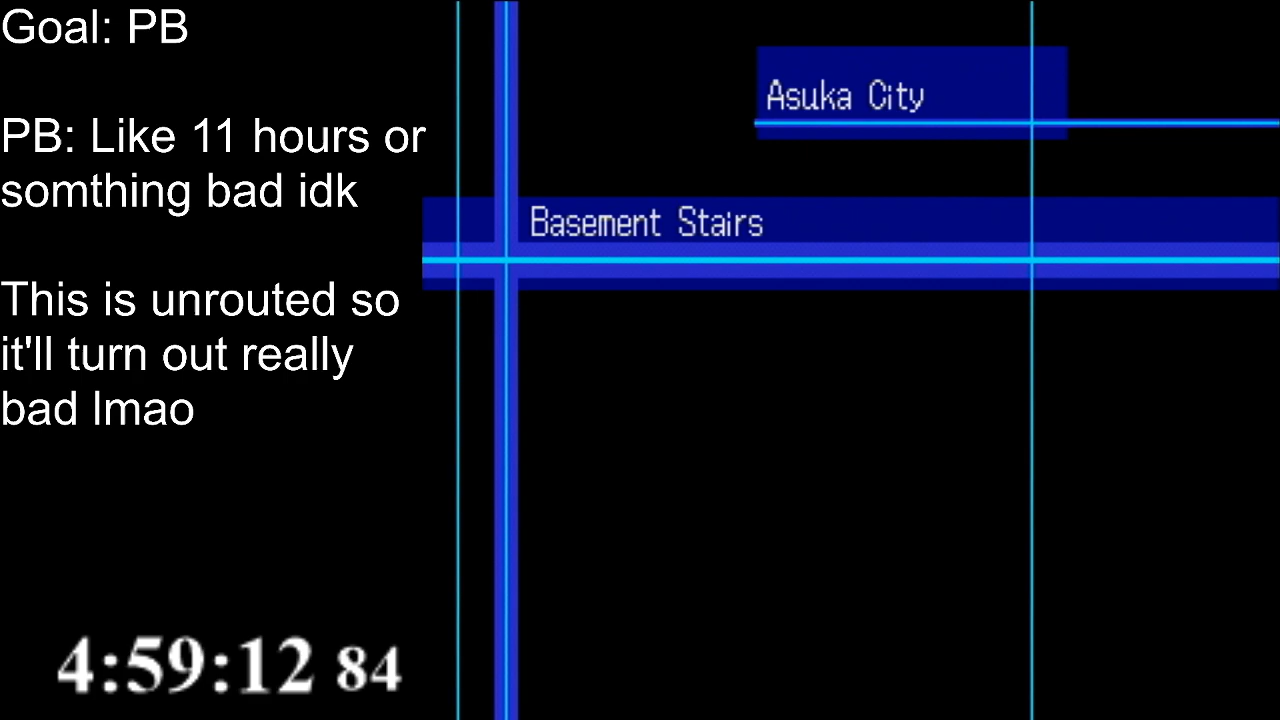 Goal: PB
PB: Like 11 hours or
somthing bad idk
This is unrouted so
it'll turn out really
bad lmao
4:59:12 84
Asuka City
Basement Stairs